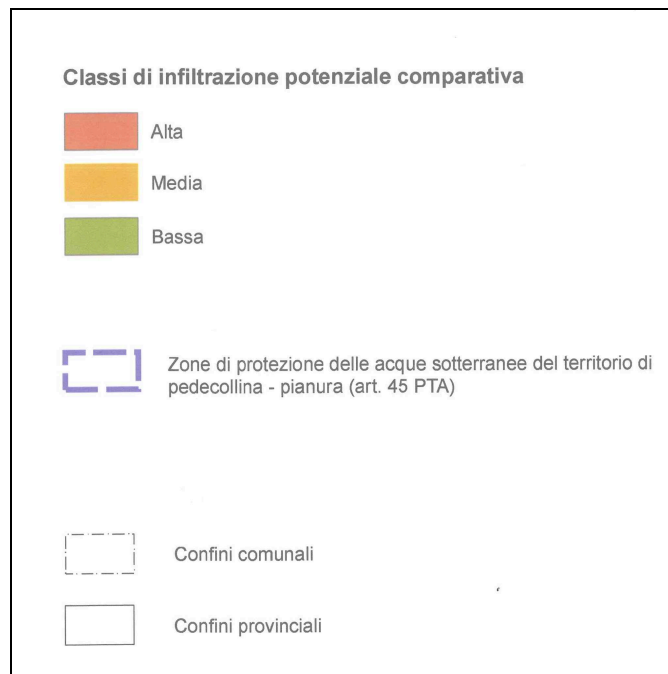 Classi di infiltrazione potenziale comparativa
Alta
Media
Bassa
Zone di protezione delle acque sotterranee del territorio di
pedecollina - pianura (art. 45 PTA)
Confini comunali
Confini provinciali